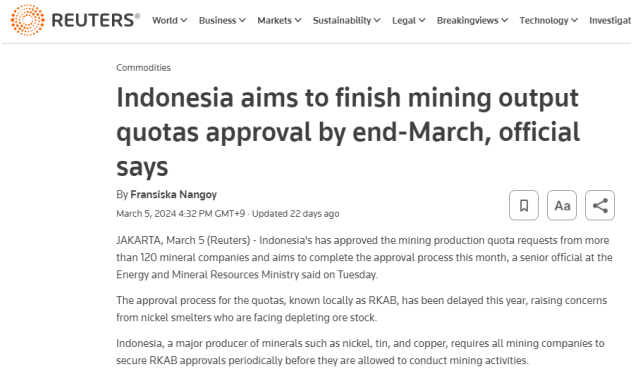 REUTERS® World Business Markets Sustainability Legal Breakingviews Technology Investigat
Commodities
Indonesia aims to finish mining output
quotas approval by end-March, official
says
By Fransiska Nangoy
March 5, 2024 4:32 PM GMT+9 · Updated 22 days ago
Aa
JAKARTA, March 5 (Reuters) - Indonesia's has approved the mining production quota requests from more
than 120 mineral companies and aims to complete the approval process this month, a senior official at the
Energy and Mineral Resources Ministry said on Tuesday.
The approval process for the quotas, known locally as RKAB, has been delayed this year, raising concerns
from nickel smelters who are facing depleting ore stock.
Indonesia, a major producer of minerals such as nickel, tin, and copper, requires all mining companies to
secure RKAB approvals periodically before they are allowed to conduct mining activities.